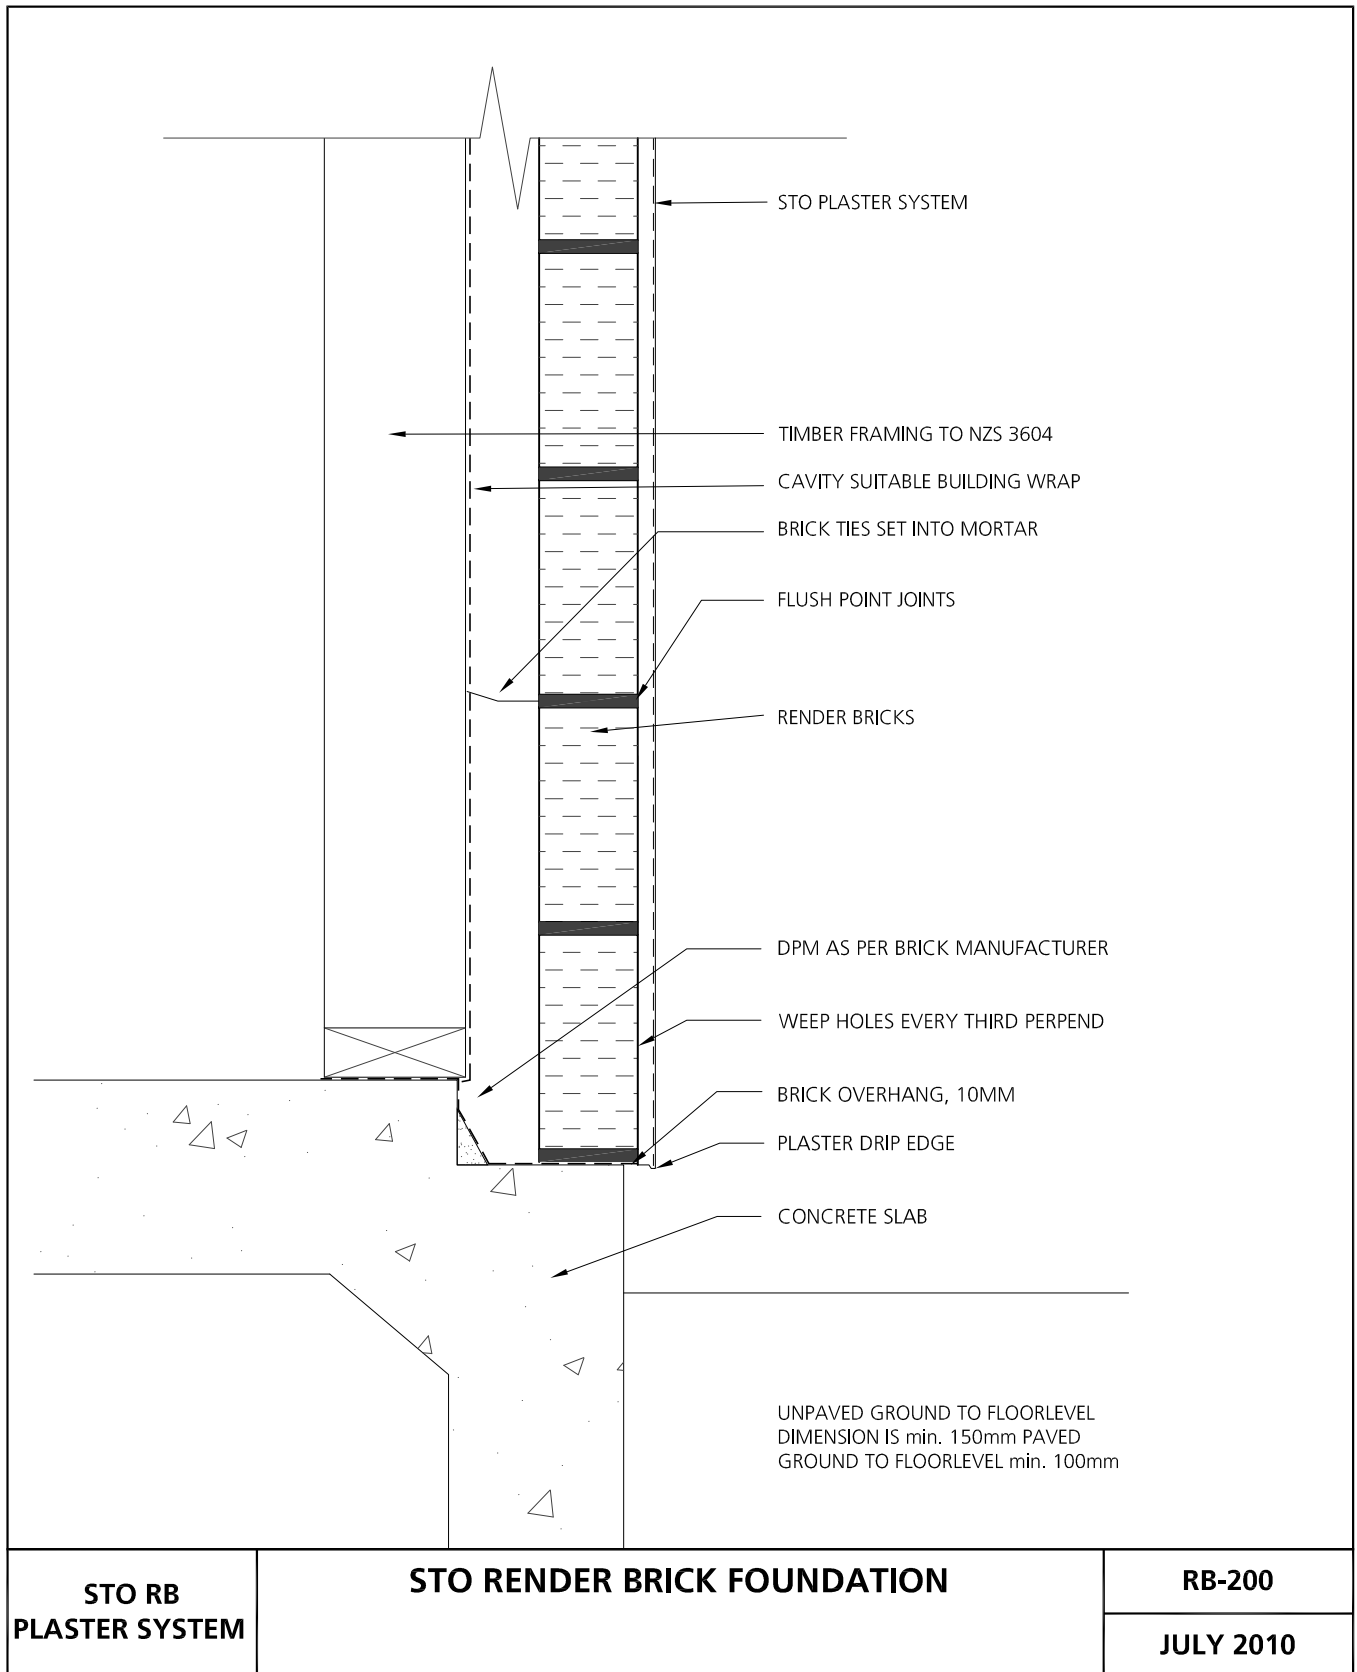 STO PLASTER SYSTEM
TIMBER FRAMING TO NZS 3604
CAVITY SUITABLE BUILDING WRAP
BRICK TIES SET INTO MORTAR
FLUSH POINT JOINTS
RENDER BRICKS
DPM AS PER BRICK MANUFACTURER
WEEP HOLES EVERY THIRD PERPEND
BRICK OVERHANG, 10MM
PLASTER DRIP EDGE
CONCRETE SLAB
UNPAVED GROUND TO FLOORLEVEL
DIMENSION IS min. 150mm PAVED
GROUND TO FLOORLEVEL min. 100mm
STO RB
PLASTER SYSTEM
STO RENDER BRICK FOUNDATION
RB-200
JULY 2010